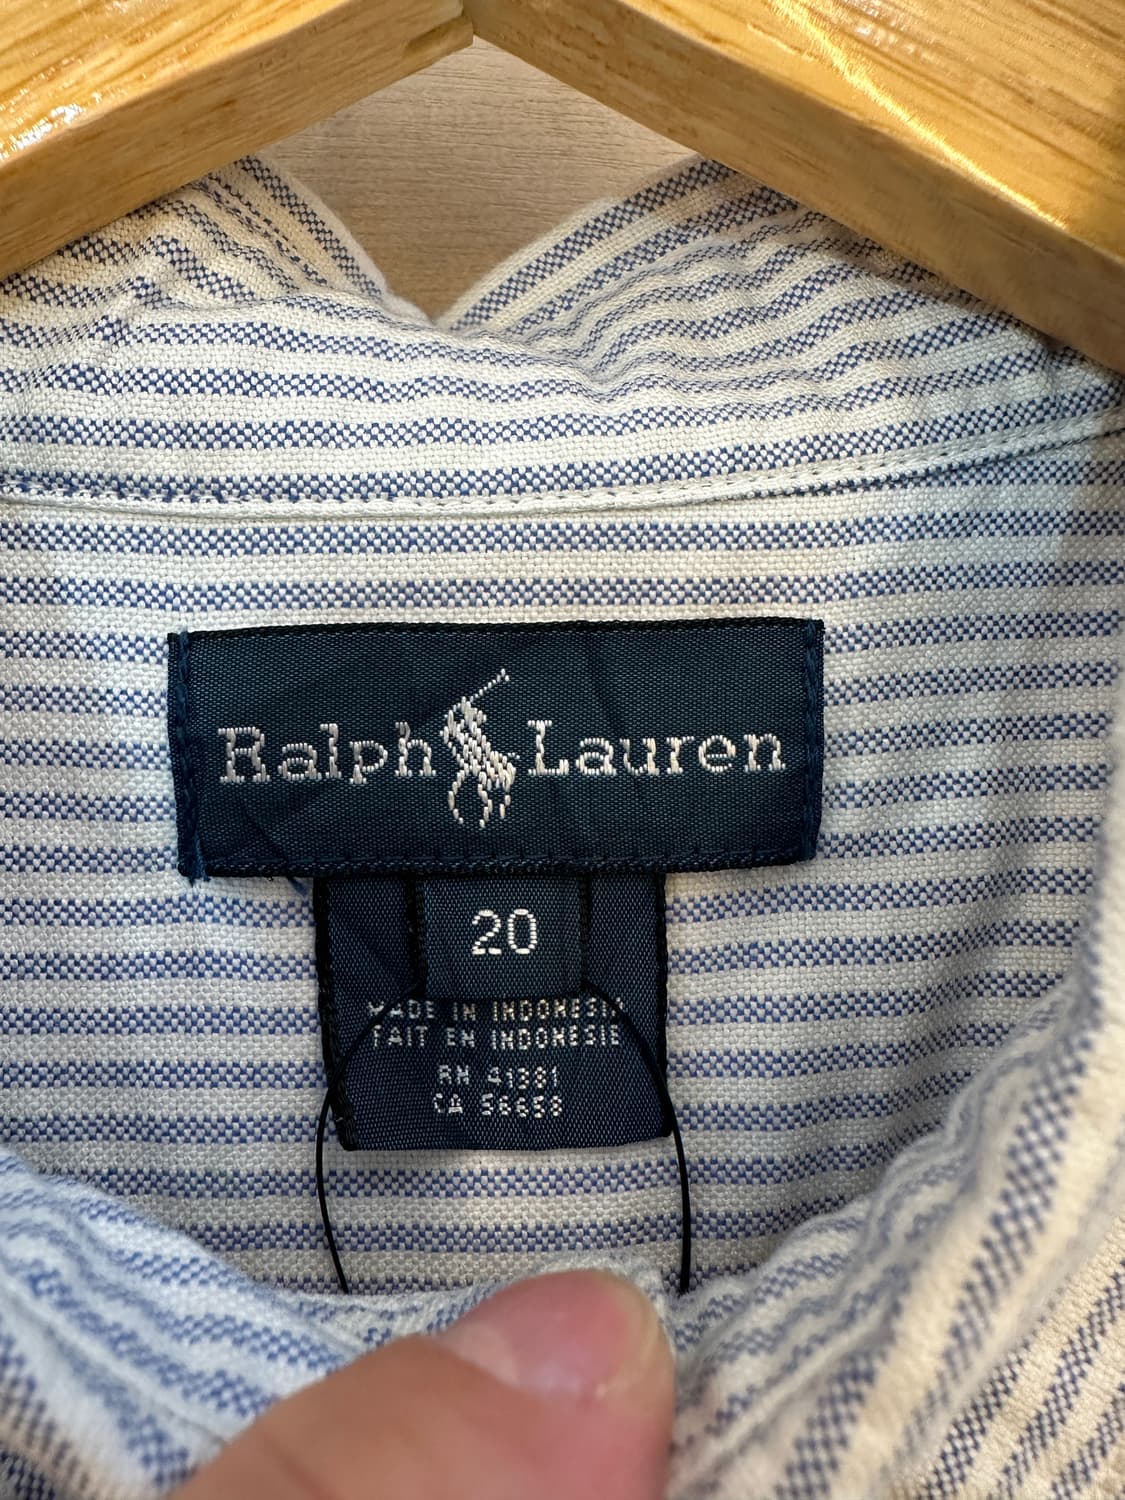 Ralph Lauren
20
MADE IN INDONESIA
FAIT EN INDONESIE
RN 41381
CA 56658